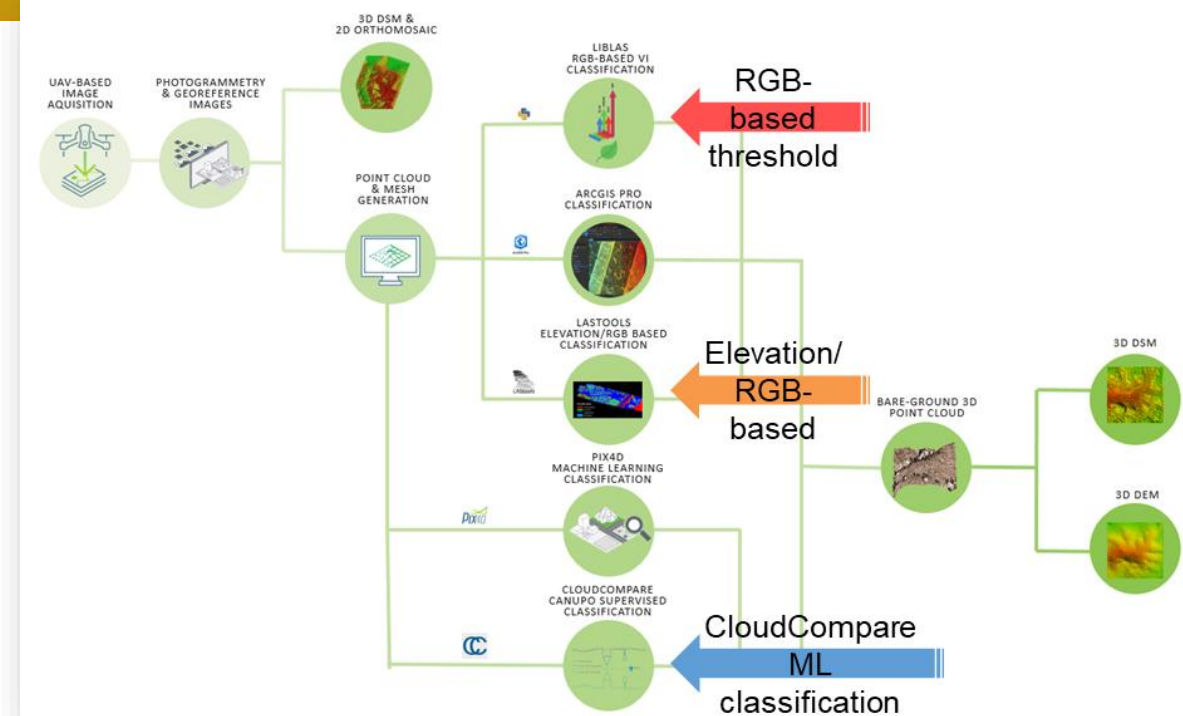 3D DSM &
2D ORTHOMOSAIC
UAV-BASED
IMAGE
AQUISITION
PHOTOGRAMMETRY
& GEOREFERENCE
IMAGES
POINT CLOUD
& MESH
GENERATION
LIBLAS
RGB-BASED VI
CLASSIFICATION
RGB-
based
threshold
ARCGIS PRO
CLASSIFICATION
LASTOOLS
ELEVATION/RGB BASED
CLASSIFICATION
Elevation/
RGB-
based
PIX4D
MACHINE LEARNING
CLASSIFICATION
Pix4D
CLOUDCOMPARE
CANUPO SUPERVISED
CLASSIFICATION
CloudCompare
ML
classification
BARE-GROUND 3D
POINT CLOUD
3D DSM
3D DEM